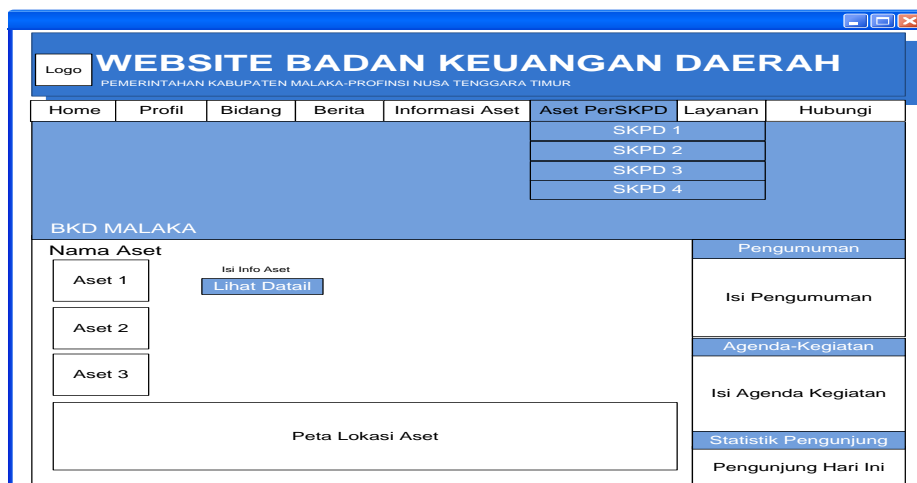 Logo
WEBSITE BADAN KEUANGAN DAERAH
PEMERINTAHAN KABUPATEN MALAKA-PROFINSI NUSA TENGGARA TIMUR
Home Profil Bidang Berita Informasi Aset Aset PerSKPD Layanan Hubungi
SKPD 1
SKPD 2
SKPD 3
SKPD 4
BKD MALAKA
Nama Aset
Aset 1
Isi Info Aset
Lihat Datail
Aset 2
Aset 3
Peta Lokasi Aset
Pengumuman
Isi Pengumuman
Agenda-Kegiatan
Isi Agenda Kegiatan
Statistik Pengunjung
Pengunjung Hari Ini